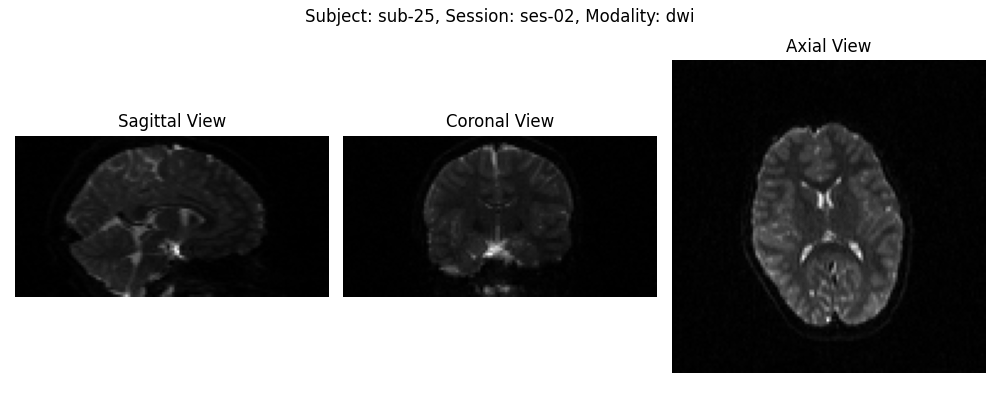 Subject: sub-25, Session: ses-02, Modality: dwi
Axial View
Sagittal View
Coronal View